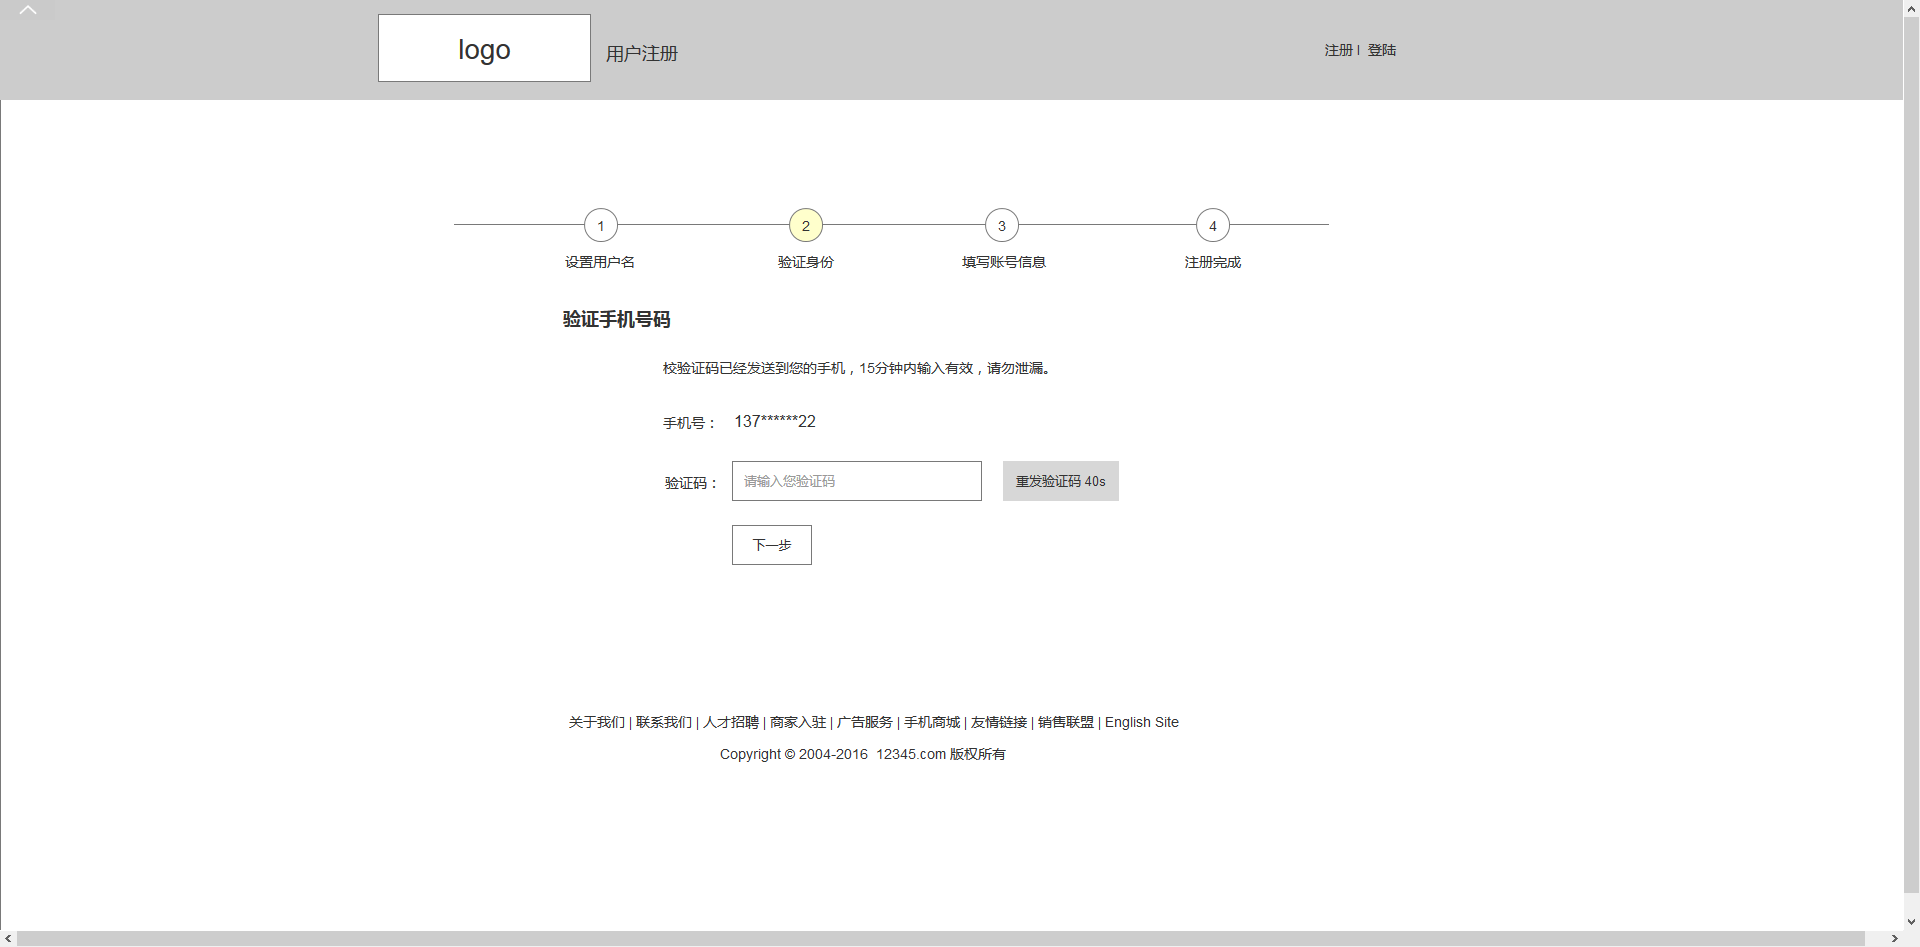 logo
用户注册
注册 | 登陆
1 2 3 4
设置用户名 验证身份 填写账号信息 注册完成
验证手机号码
校验证码已经发送到您的手机，15分钟内输入有效，请勿泄漏。
手机号： 137******22
验证码： 请输入您验证码 重发验证码 40s
下一步
关于我们 | 联系我们 | 人才招聘 | 商家入驻 | 广告服务 | 手机商城 | 友情链接 | 销售联盟 | English Site
Copyright © 2004-2016  12345.com 版权所有